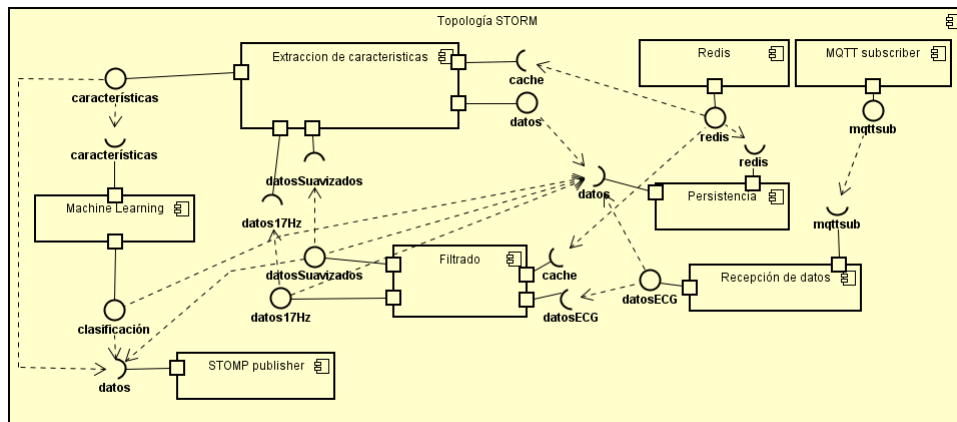 Topología STORM
Extraccion de caracteristicas
Redis
MQTT subscriber
cache
características
datos
redis
mqttsub
características
redis
datosSuavizados
datos
Persistencia
Machine Learning
datos17Hz
mqttsub
Filtrado
datosSuavizados
cache
Recepción de datos
datosECG
clasificación
datos17Hz
datosECG
STOMP publisher
datos